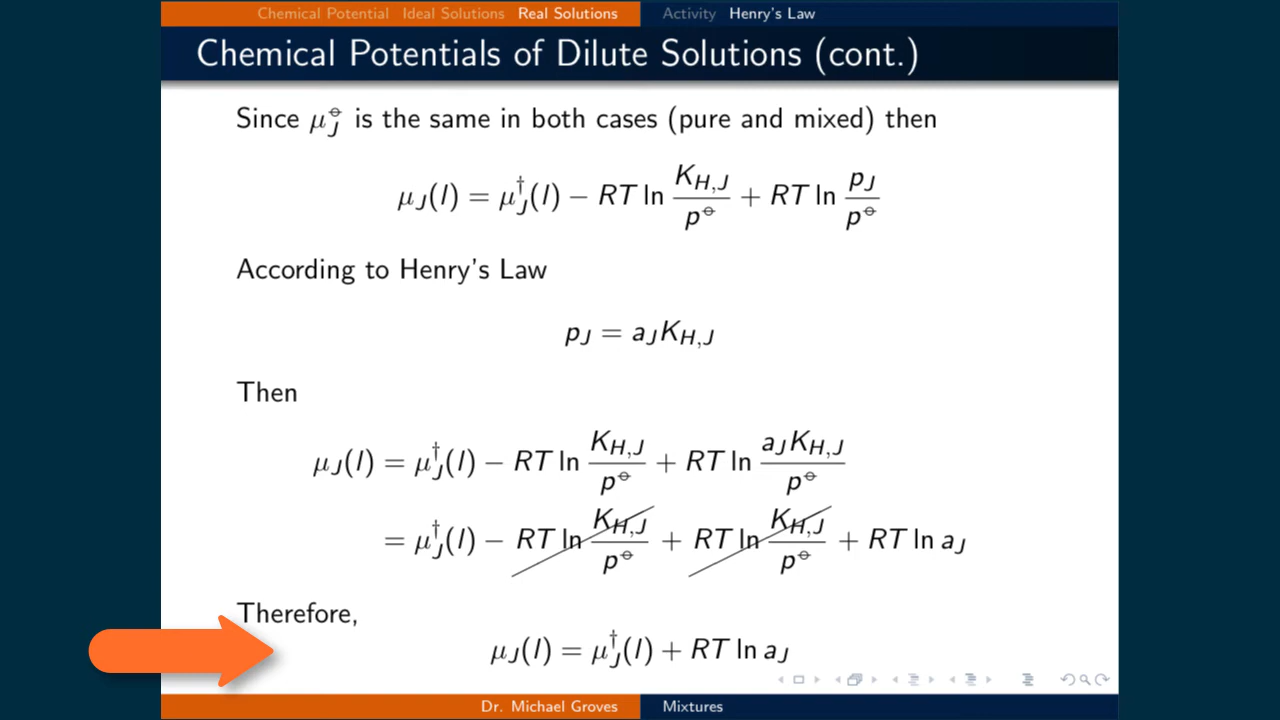 Chemical Potential Ideal Solutions Real Solutions Activity Henry's Law
Chemical Potentials of Dilute Solutions (cont.)
Since μ_J^⦵ is the same in both cases (pure and mixed) then
μ_J(l) = μ_J^†(l) − RT ln K_{H,J}/p^⦵ + RT ln p_J/p^⦵
According to Henry's Law
p_J = a_J K_{H,J}
Then
μ_J(l) = μ_J^†(l) − RT ln K_{H,J}/p^⦵ + RT ln a_J K_{H,J}/p^⦵
= μ_J^†(l) − RT ln K_{H,J}/p^⦵ + RT ln K_{H,J}/p^⦵ + RT ln a_J
Therefore,
μ_J(l) = μ_J^†(l) + RT ln a_J
Dr. Michael Groves Mixtures